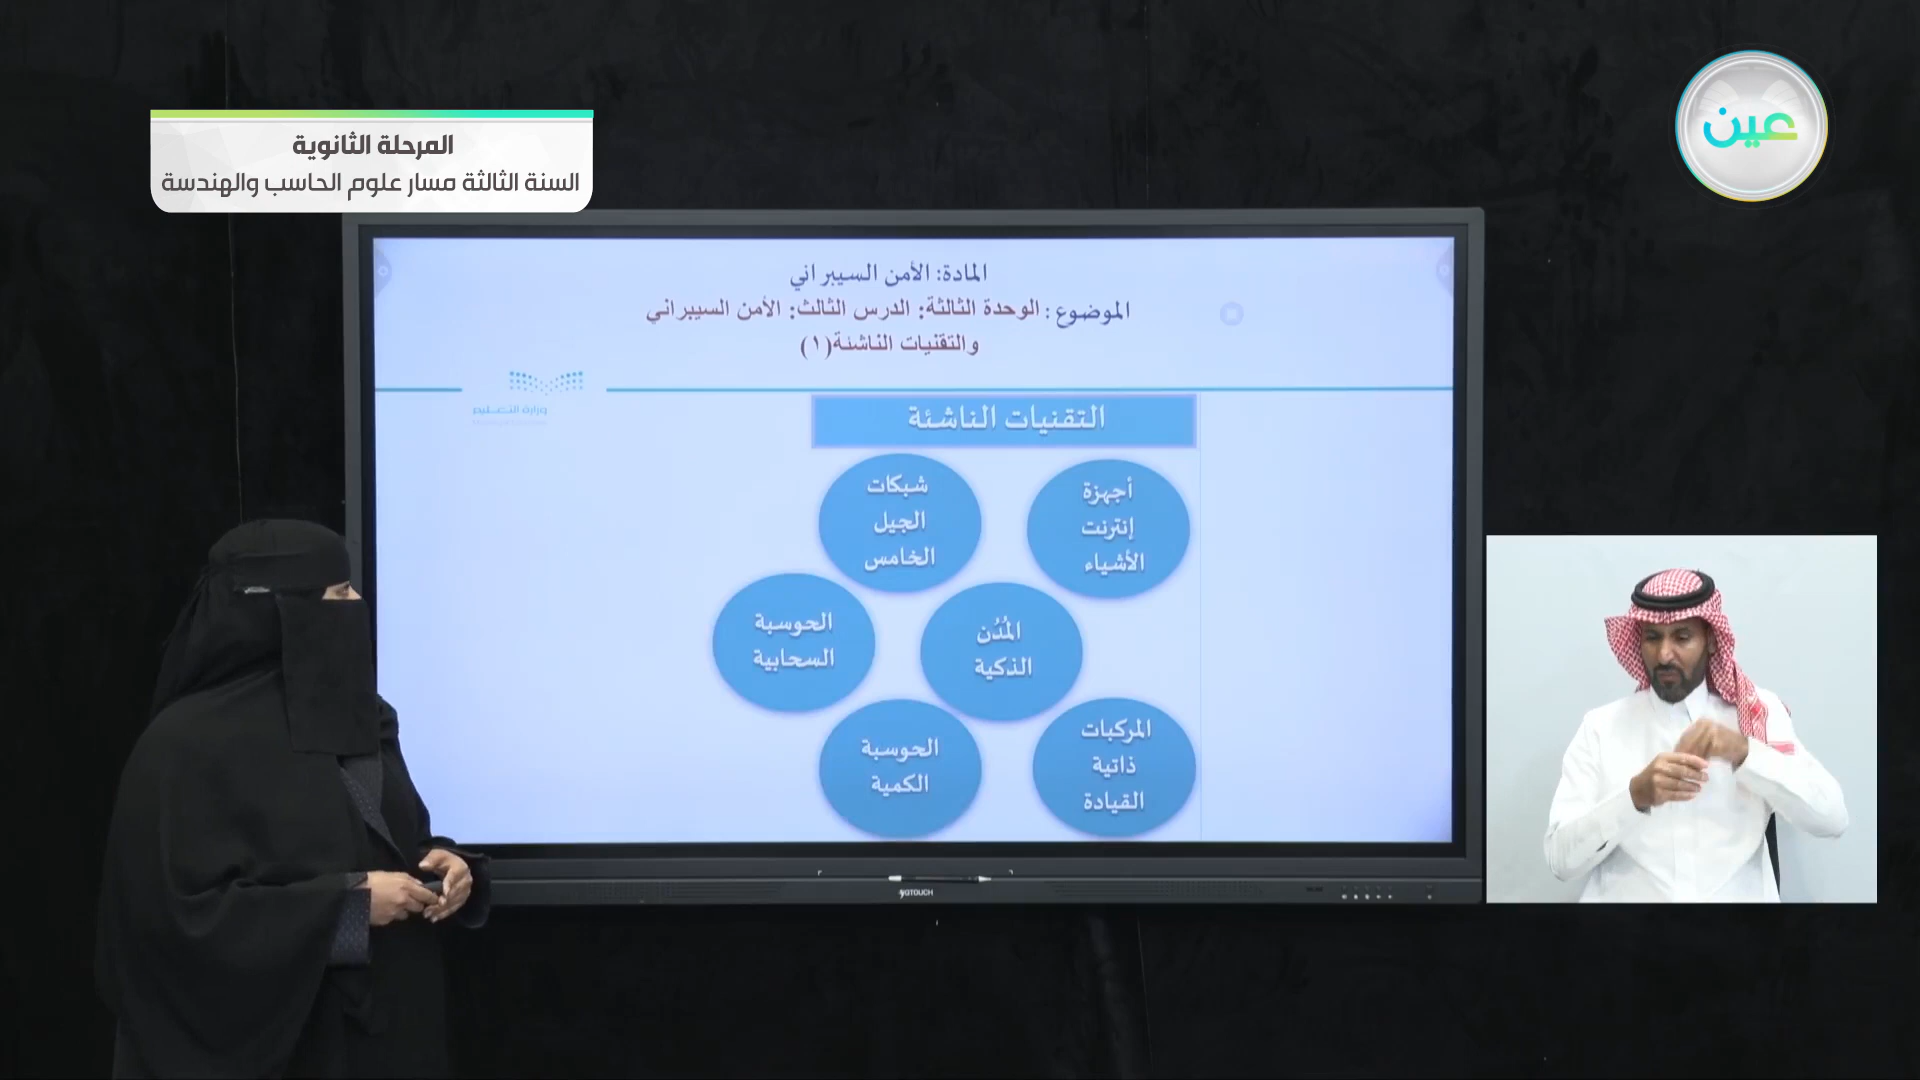 المرحلة الثانوية
السنة الثالثة مسار علوم الحاسب والهندسة
عين
المادة: الأمن السيبراني
الموضوع: الوحدة الثالثة: الدرس الثالث: الأمن السيبراني
والتقنيات الناشئة(١)
وزارة التعليم
التقنيات الناشئة
أجهزة
إنترنت
الأشياء
شبكات
الجيل
الخامس
المُدُن
الذكية
الحوسبة
السحابية
المركبات
ذاتية
القيادة
الحوسبة
الكمية